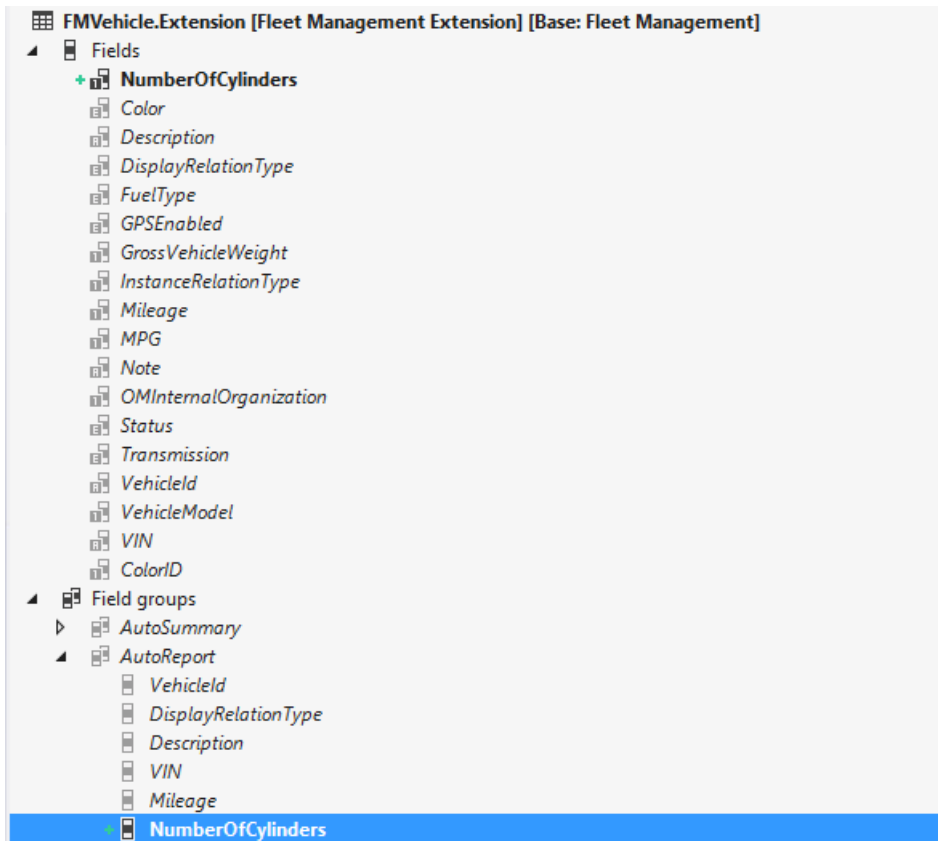 FMVehicle.Extension [Fleet Management Extension] [Base: Fleet Management]
Fields
NumberOfCylinders
Color
Description
DisplayRelationType
FuelType
GPSEnabled
GrossVehicleWeight
InstanceRelationType
Mileage
MPG
Note
OMInternalOrganization
Status
Transmission
VehicleId
VehicleModel
VIN
ColorID
Field groups
AutoSummary
AutoReport
VehicleId
DisplayRelationType
Description
VIN
Mileage
NumberOfCylinders